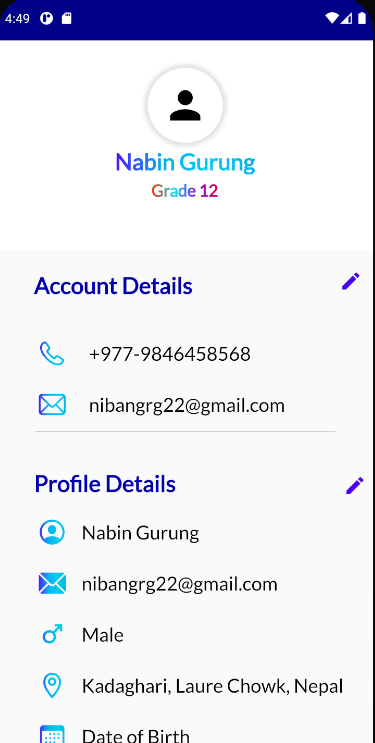 4:49
Nabin Gurung
Grade 12
Account Details
+977-9846458568
nibangrg22@gmail.com
Profile Details
Nabin Gurung
nibangrg22@gmail.com
Male
Kadaghari, Laure Chowk, Nepal
Date of Birth